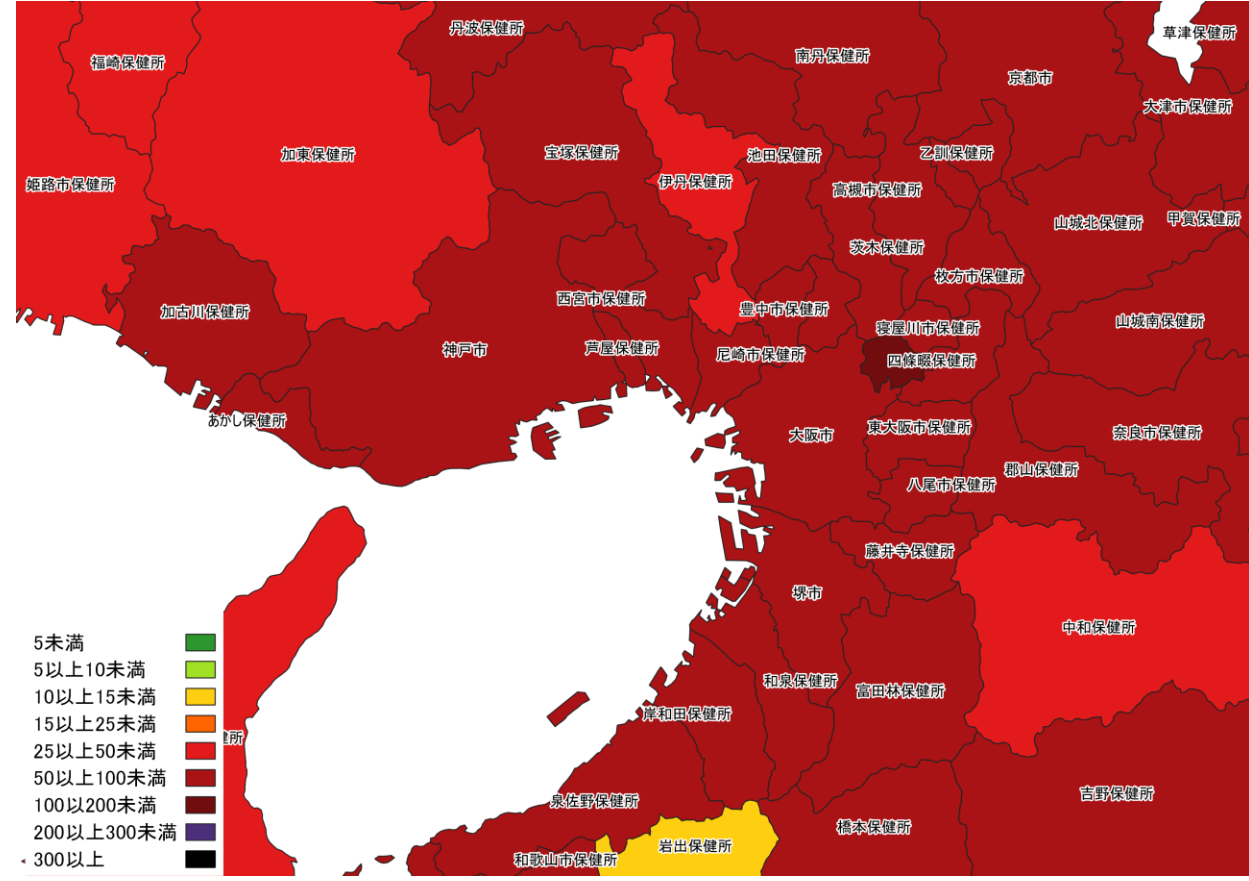 丹波保健所
草津保健所
福崎保健所
南丹保健所
京都市
大津市保健所
加東保健所
宝塚保健所
池田保健所
乙訓保健所
姫路市保健所
伊丹保健所
高槻市保健所
山城北保健所
甲賀保健所
茨木保健所
枚方市保健所
西宮市保健所
加古川保健所
豊中市保健所
山城南保健所
寝屋川市保健所
神戸市
芦屋保健所
尼崎市保健所
四條畷保健所
あかし保健所
大阪市
東大阪市保健所
奈良市保健所
郡山保健所
八尾市保健所
藤井寺保健所
堺市
中和保健所
和泉保健所
富田林保健所
岸和田保健所
健所
吉野保健所
泉佐野保健所
橋本保健所
岩出保健所
和歌山市保健所
5未満
5以上10未満
10以上15未満
15以上25未満
25以上50未満
50以上100未満
100以200未満
200以上300未満
300以上